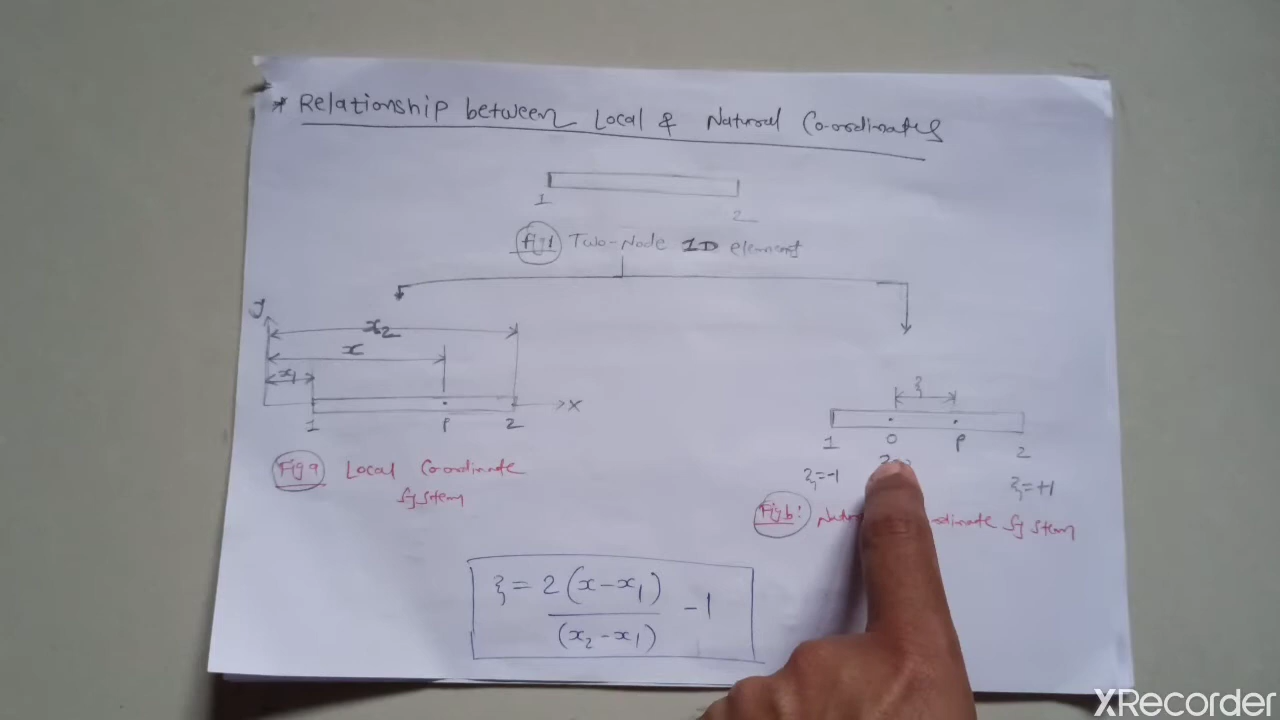 * Relationship between Local & Natural Co-ordinates
1
2
Fig 1 Two-Node 1D element
y
x2
x
x1
1 P 2 X
Fig a Local Coordinate
System
ξ
1 0 P 2
ξ=-1 ξ=+1
Fig b: System
ξ = 2(x-x1) / (x2-x1) -1
XRecorder